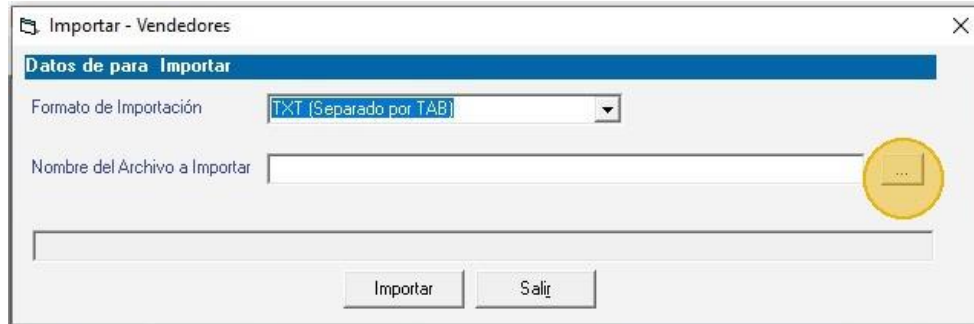 Importar - Vendedores
Datos de para Importar
Formato de Importación TXT (Separado por TAB)
Nombre del Archivo a Importar ...
Importar Salir